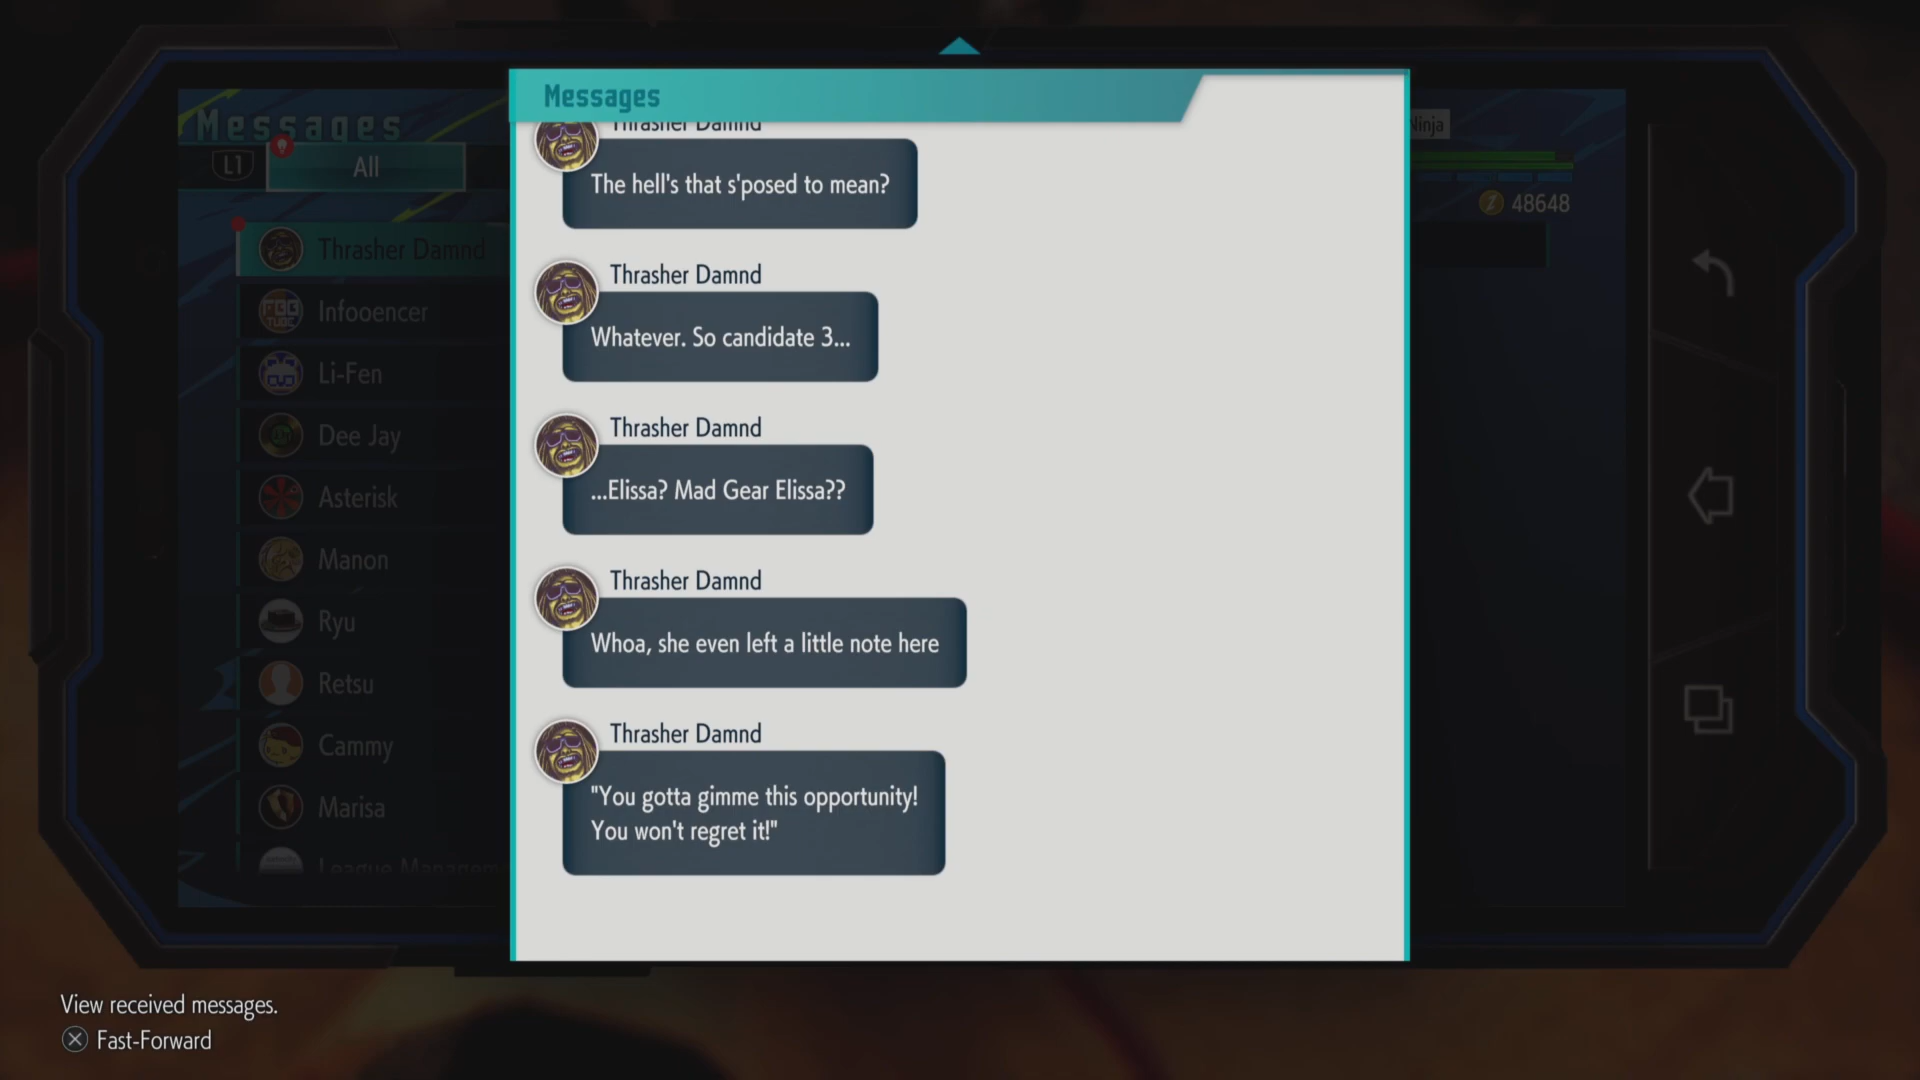 Messages
Thrasher Damnd
The hell's that s'posed to mean?
Thrasher Damnd
Whatever. So candidate 3...
Thrasher Damnd
...Elissa? Mad Gear Elissa??
Thrasher Damnd
Whoa, she even left a little note here
Thrasher Damnd
"You gotta gimme this opportunity!
You won't regret it!"
Messages
L1
All
Thrasher Damnd
Infooencer
Li-Fen
Dee Jay
Asterisk
Manon
Ryu
Retsu
Cammy
Marisa
League Managem
Ninja
48648
View received messages.
Fast-Forward